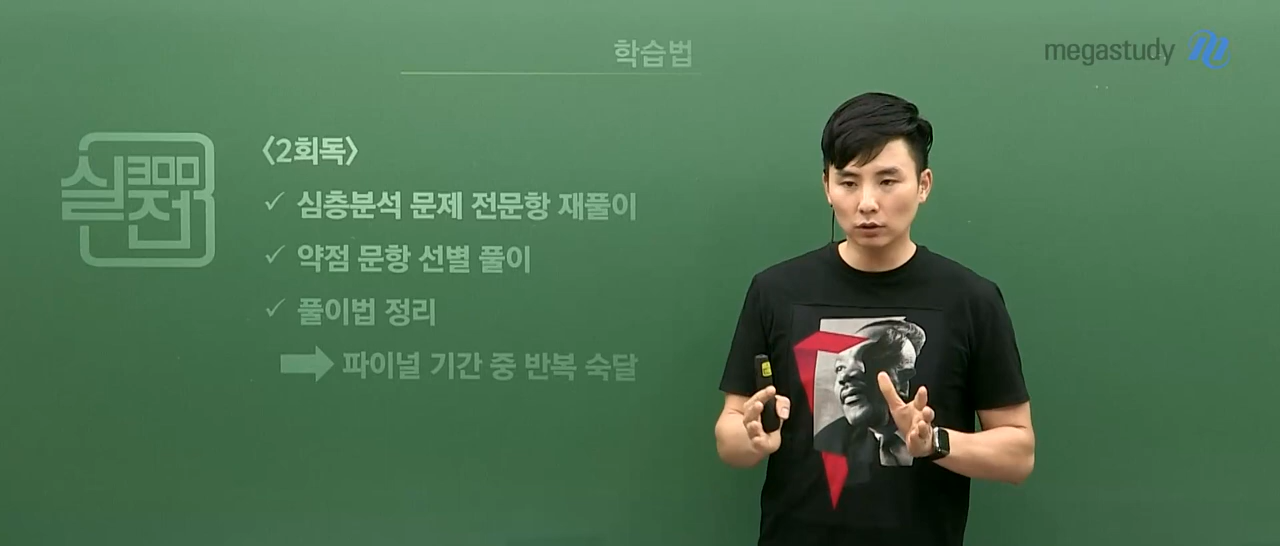 학습법
megastudy
실전
300
<2회독>
✓ 심층분석 문제 전문항 재풀이
✓ 약점 문항 선별 풀이
✓ 풀이법 정리
➡ 파이널 기간 중 반복 숙달